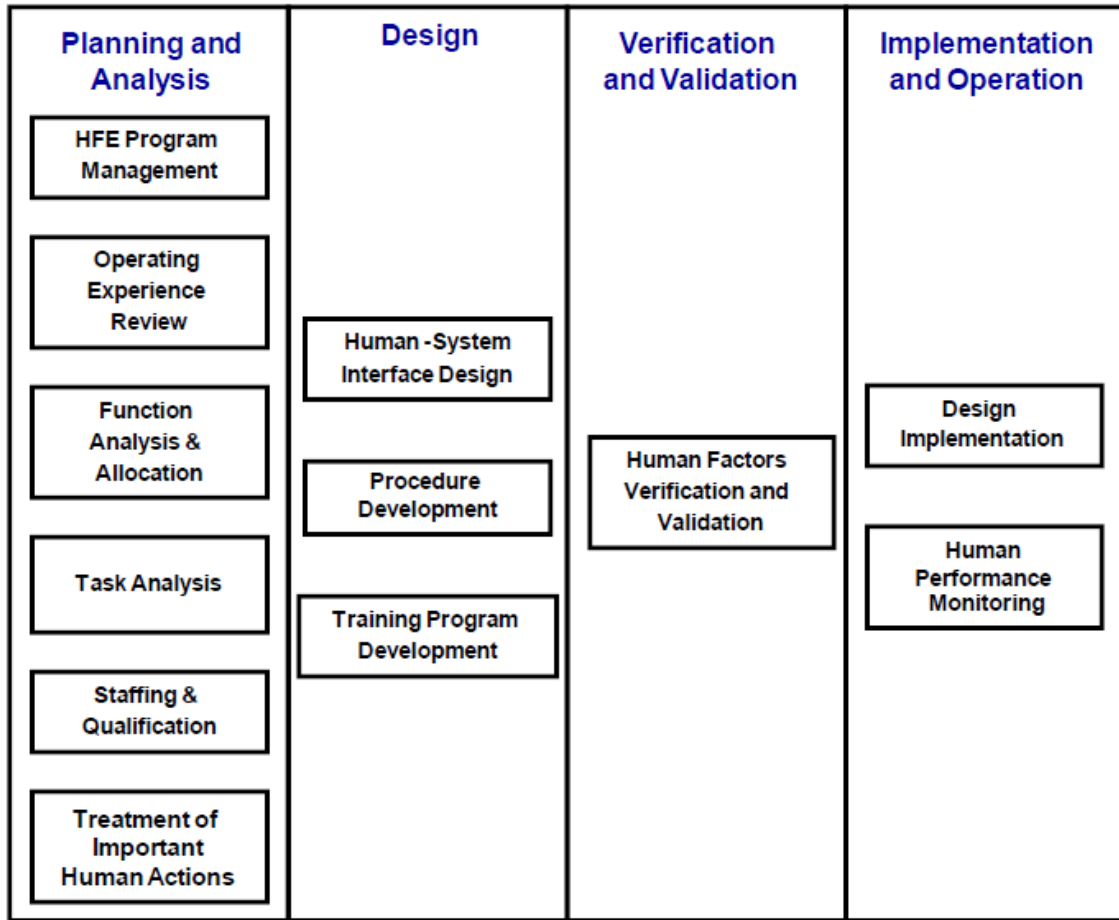 Planning and
Analysis
HFE Program
Management
Operating
Experience
Review
Function
Analysis &
Allocation
Task Analysis
Staffing &
Qualification
Treatment of
Important
Human Actions
Design
Human -System
Interface Design
Procedure
Development
Training Program
Development
Verification
and Validation
Human Factors
Verification and
Validation
Implementation
and Operation
Design
Implementation
Human
Performance
Monitoring